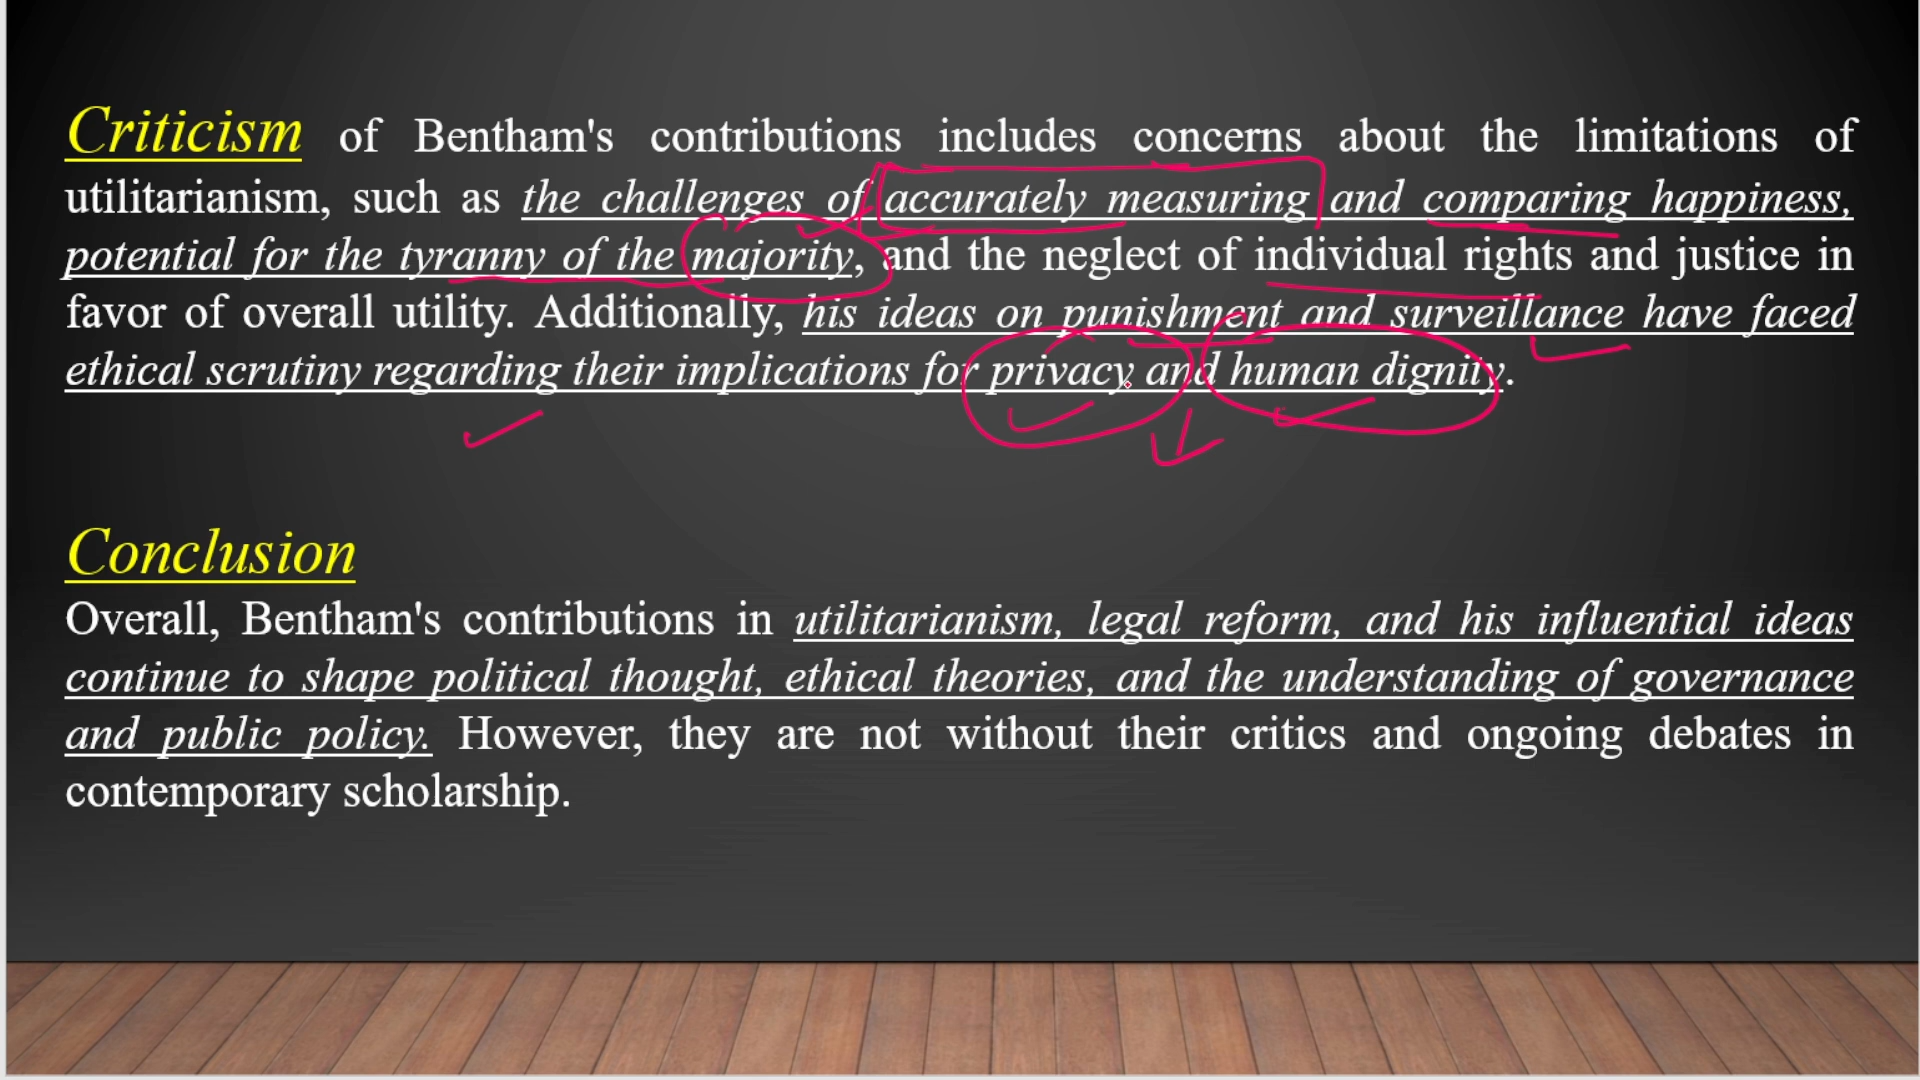 Criticism of Bentham's contributions includes concerns about the limitations of
utilitarianism, such as the challenges of accurately measuring and comparing happiness,
potential for the tyranny of the majority, and the neglect of individual rights and justice in
favor of overall utility. Additionally, his ideas on punishment and surveillance have faced
ethical scrutiny regarding their implications for privacy and human dignity.
Conclusion
Overall, Bentham's contributions in utilitarianism, legal reform, and his influential ideas
continue to shape political thought, ethical theories, and the understanding of governance
and public policy. However, they are not without their critics and ongoing debates in
contemporary scholarship.